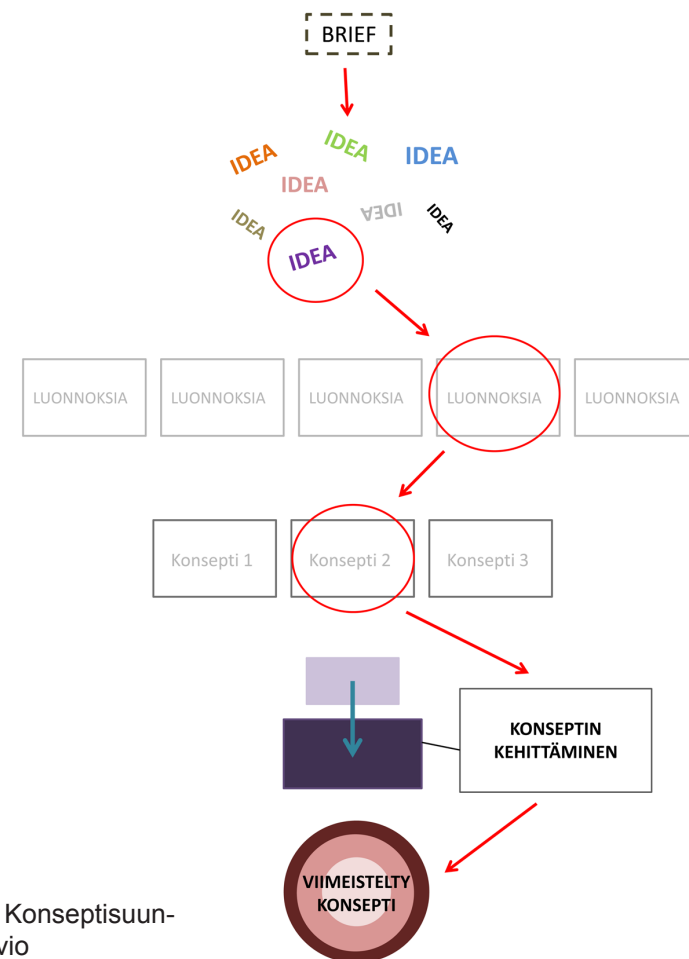 BRIEF
IDEA
IDEA
IDEA
IDEA
IDEA
IDEA
IDEA
IDEA
LUONNOKSIA LUONNOKSIA LUONNOKSIA LUONNOKSIA LUONNOKSIA
Konsepti 1 Konsepti 2 Konsepti 3
KONSEPTIN
KEHITTÄMINEN
VIIMEISTELTY
KONSEPTI
Konseptisuun-
vio